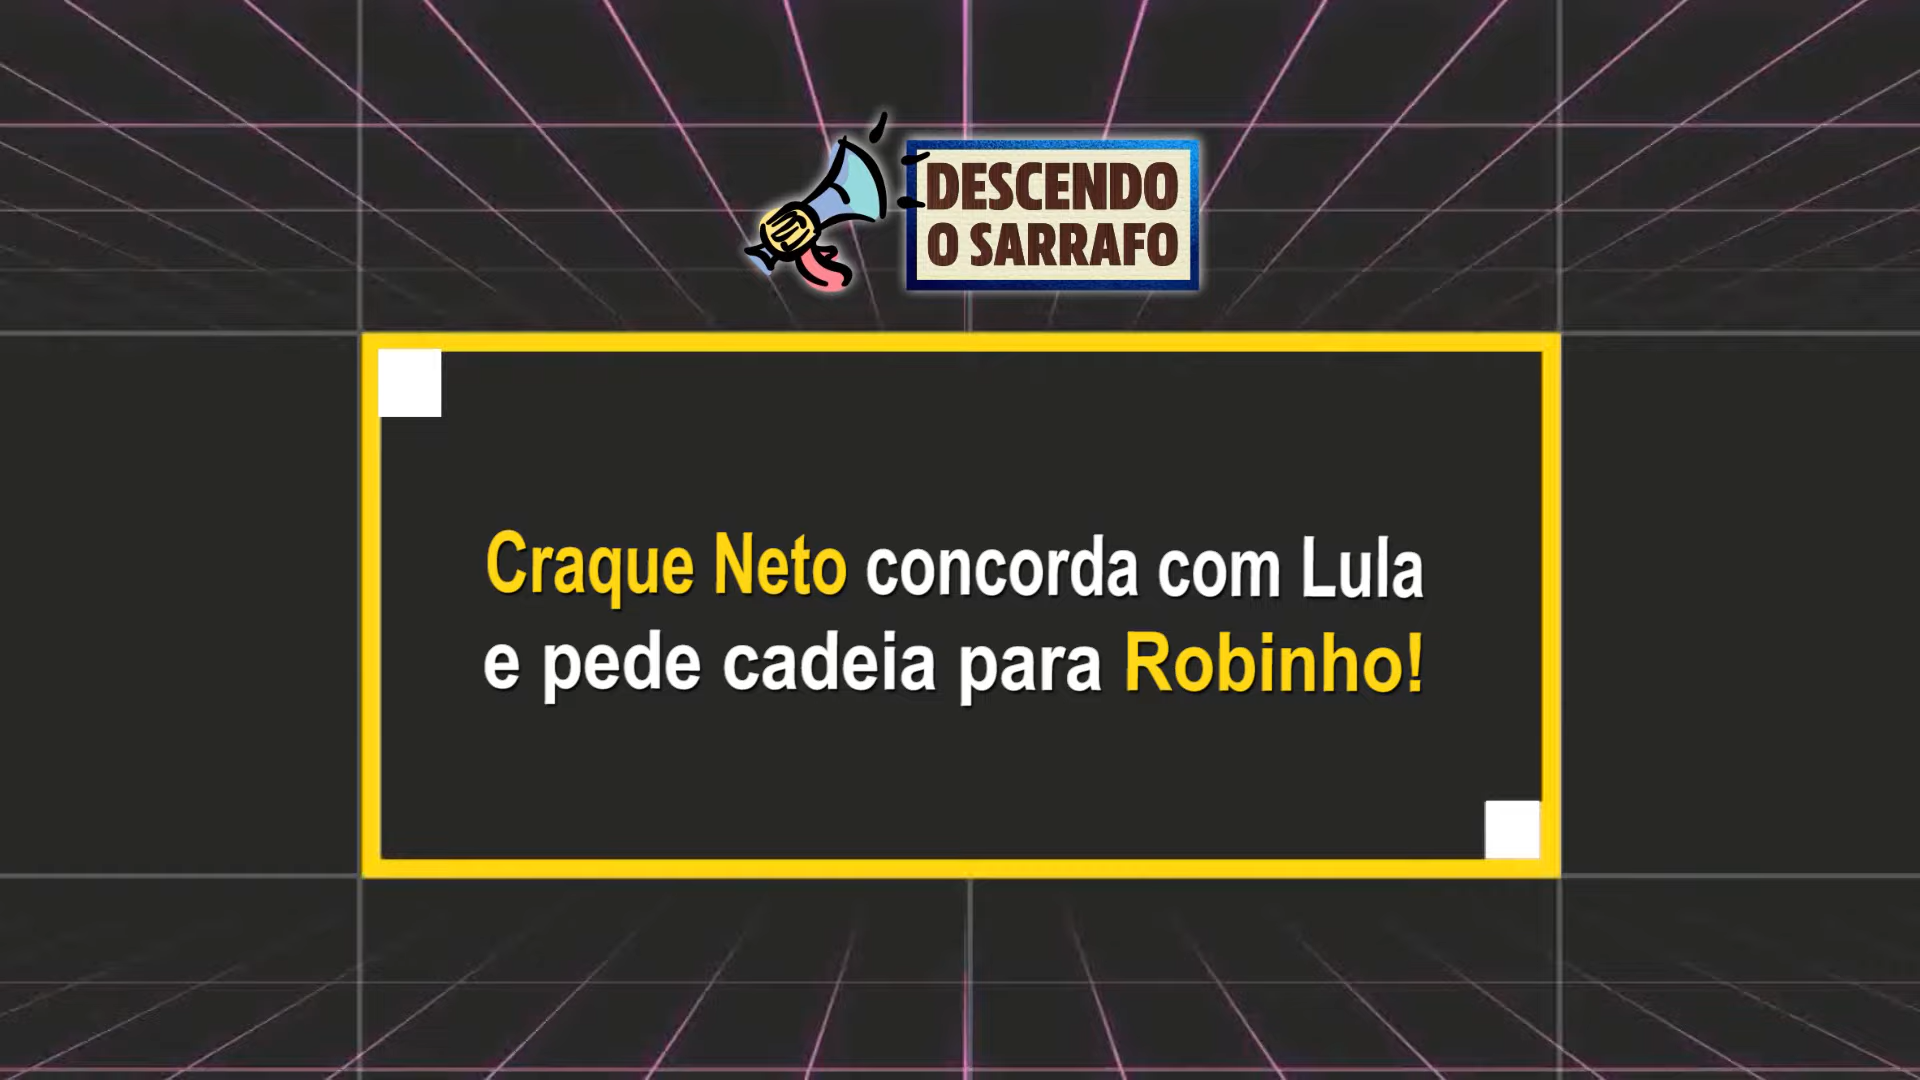 DESCENDO
O SARRAFO
Craque Neto concorda com Lula
e pede cadeia para Robinho!